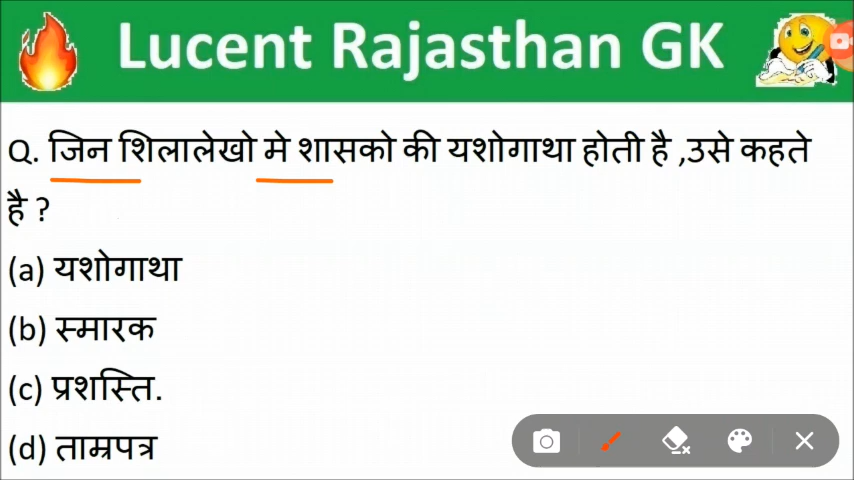 Lucent Rajasthan GK
Q. जिन शिलालेखो मे शासको की यशोगाथा होती है ,उसे कहते
है ?
(a) यशोगाथा
(b) स्मारक
(c) प्रशस्ति.
(d) ताम्रपत्र